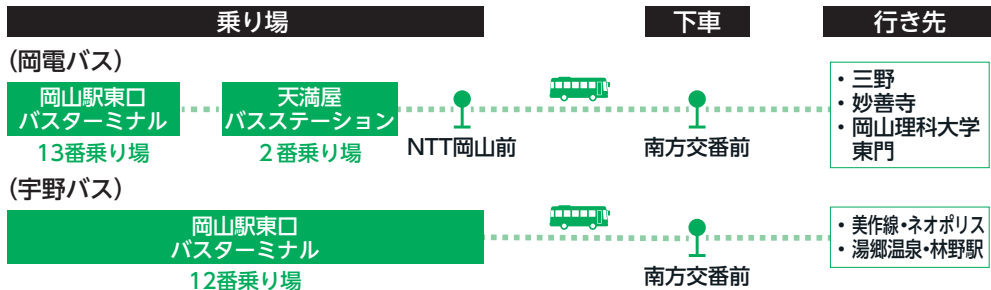 乗り場 下車 行き先
(岡電バス)
岡山駅東口
バスターミナル
13番乗り場
天満屋
バスステーション
2番乗り場
NTT岡山前
南方交番前
・三野
・妙善寺
・岡山理科大学
東門
(宇野バス)
岡山駅東口
バスターミナル
12番乗り場
南方交番前
・美作線・ネオポリス
・湯郷温泉・林野駅